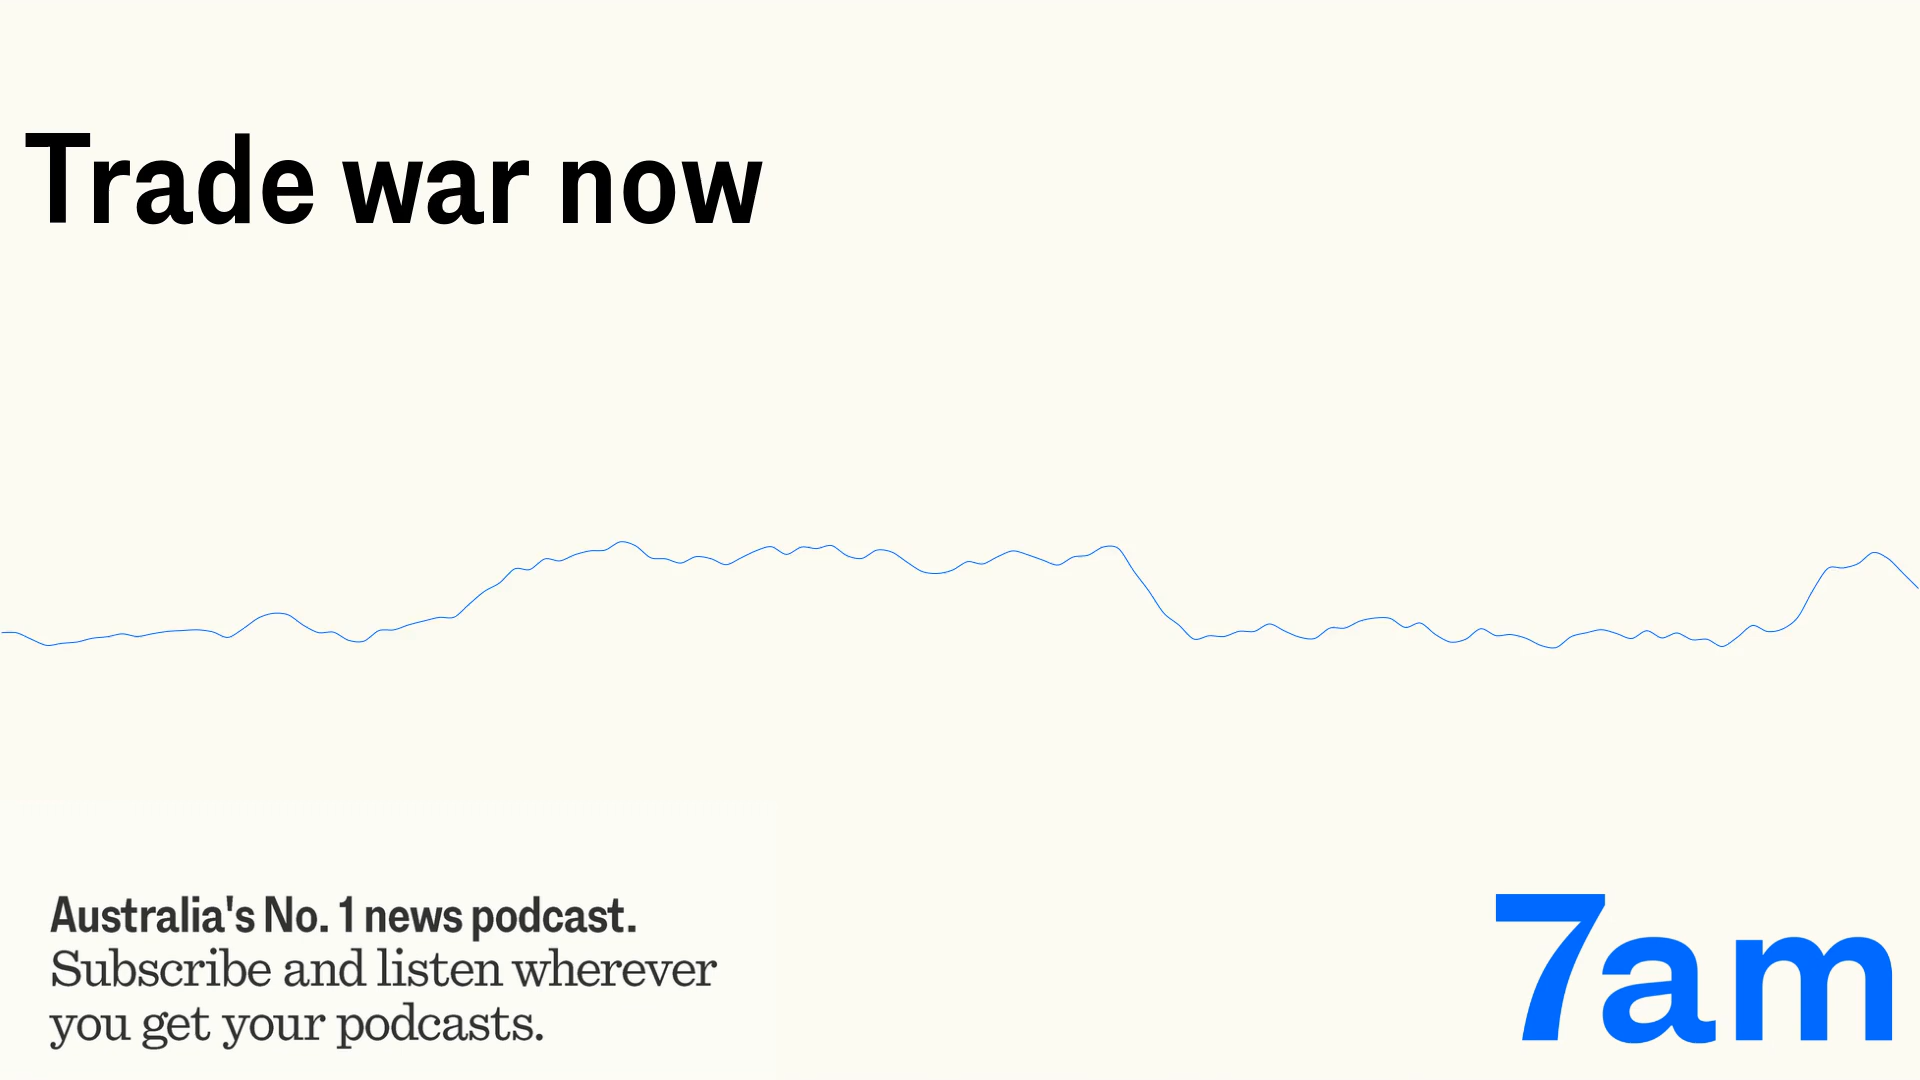 Trade war now
Australia's No. 1 news podcast.
Subscribe and listen wherever
you get your podcasts.
7am